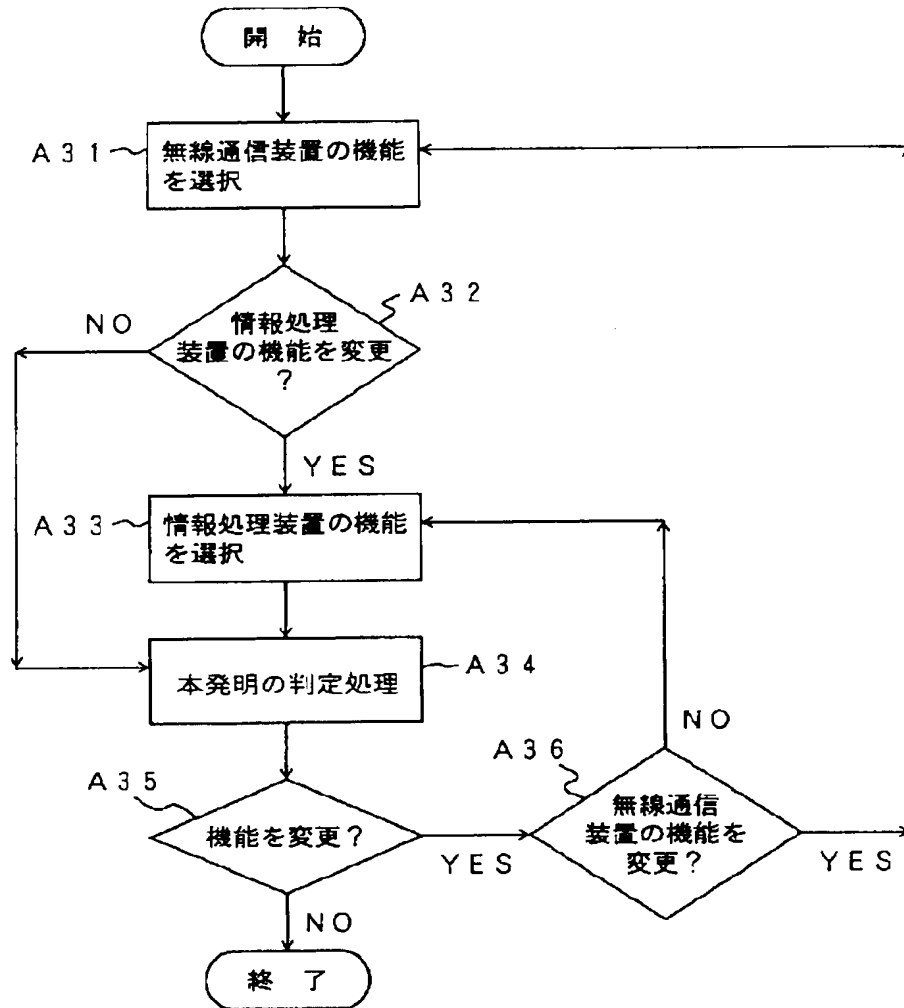 開 始
A31
無線通信装置の機能
を選択
A32
情報処理
装置の機能を変更
?
NO
YES
A33
情報処理装置の機能
を選択
A34
本発明の判定処理
A35
機能を変更?
YES
NO
A36
無線通信
装置の機能を
変更?
NO
YES
終 了